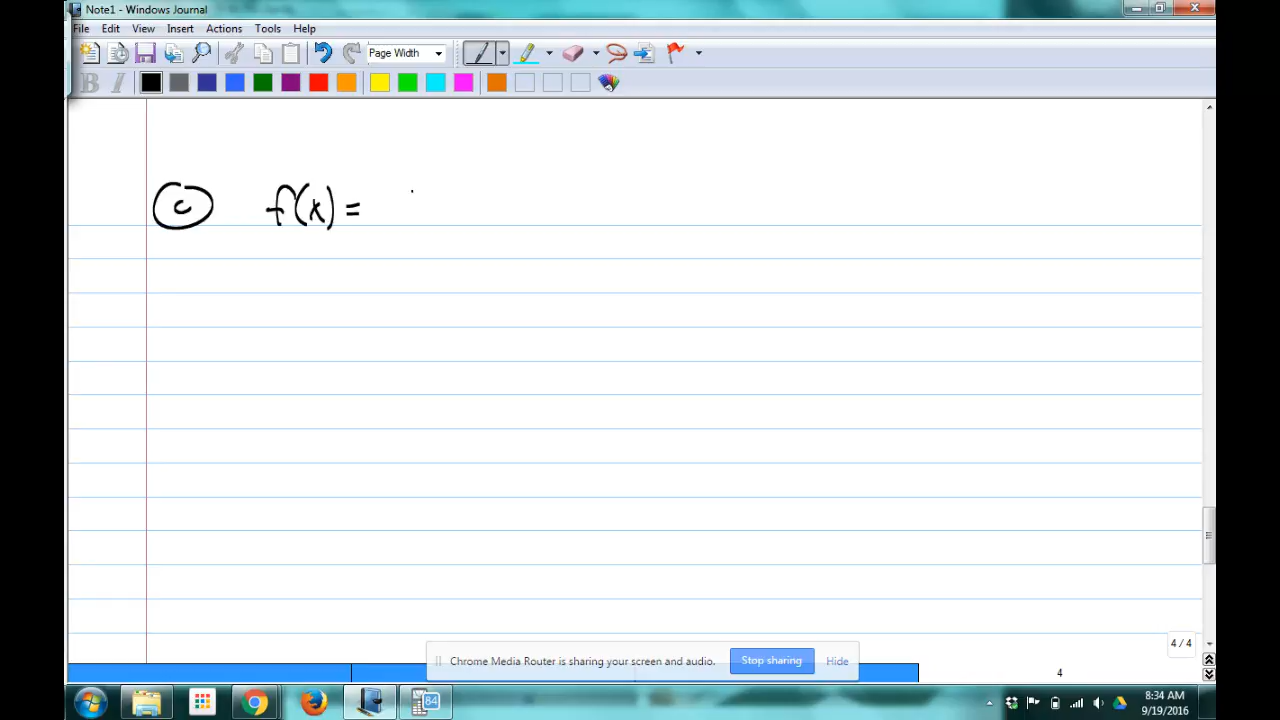 Note1 - Windows Journal
File Edit View Insert Actions Tools Help
Page Width
B I
c f(x) =
4 / 4
Chrome Media Router is sharing your screen and audio. Stop sharing Hide
4
84
8:34 AM
9/19/2016